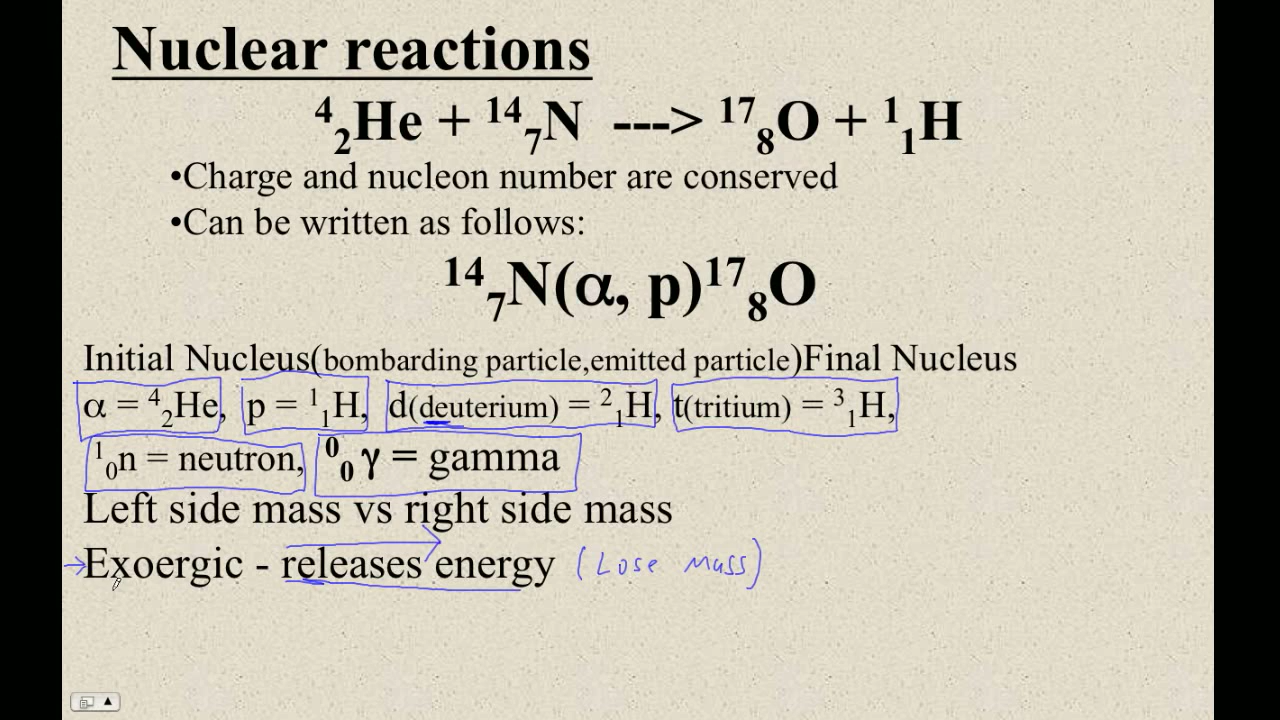 Nuclear reactions
⁴₂He + ¹⁴₇N ---> ¹⁷₈O + ¹₁H
•Charge and nucleon number are conserved
•Can be written as follows:
¹⁴₇N(α, p)¹⁷₈O
Initial Nucleus(bombarding particle,emitted particle)Final Nucleus
α = ⁴₂He, p = ¹₁H, d(deuterium) = ²₁H, t(tritium) = ³₁H,
¹₀n = neutron, ⁰₀γ = gamma
Left side mass vs right side mass
Exoergic - releases energy (Lose mass)